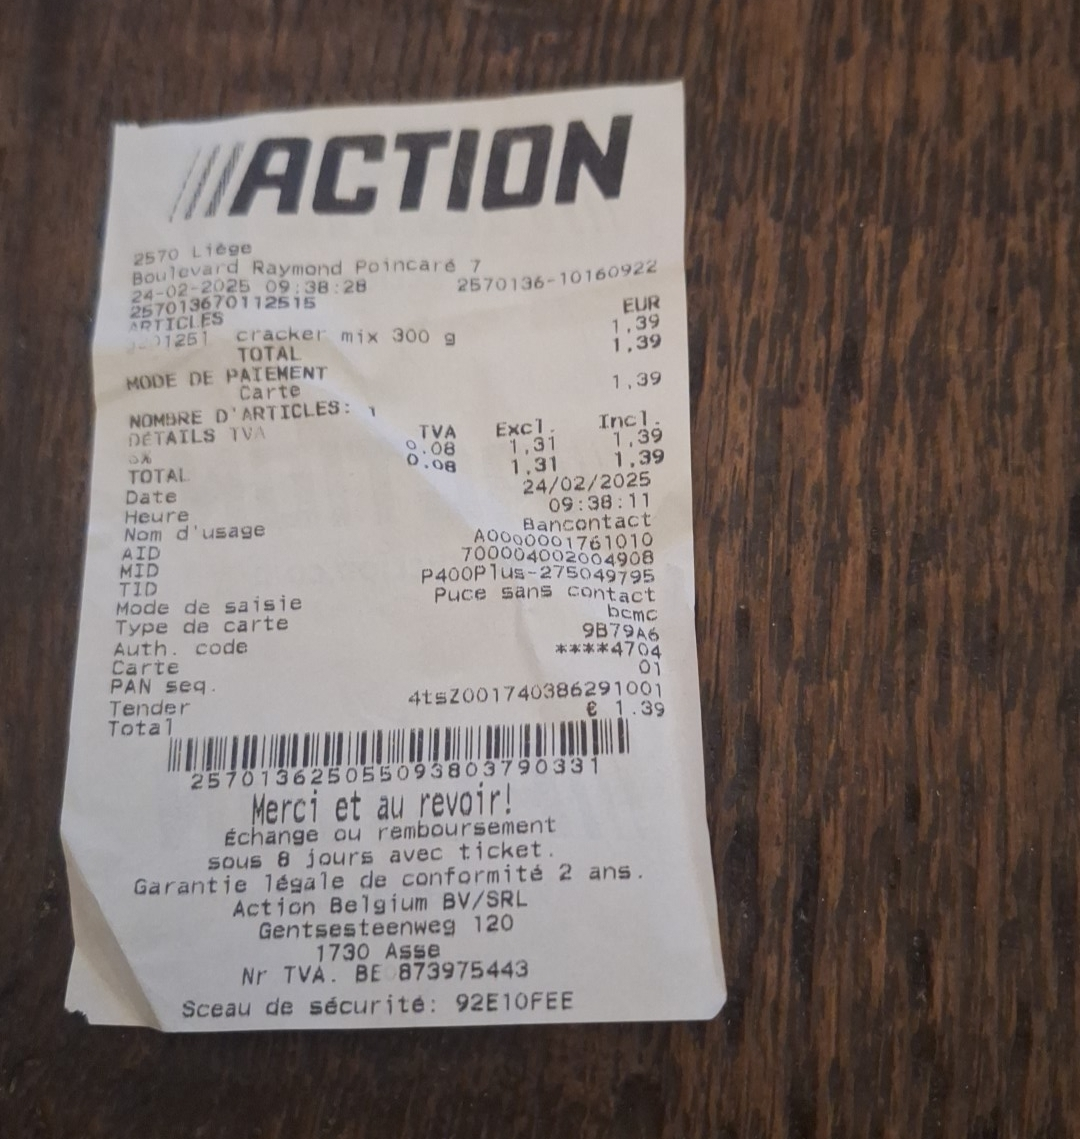 ACTION
2570 Liège
Boulevard Raymond Poincaré 7
24-02-2025 09:38:28 2570136-10160922
257013670112515
ARTICLES EUR
cracker mix 300 g 1,39
TOTAL 1,39
MODE DE PAIEMENT
Carte 1,39
NOMBRE D'ARTICLES: 1
DÉTAILS TVA TVA Excl. Incl.
0.08 1,31 1,39
TOTAL 0.08 1,31 1,39
Date 24/02/2025
Heure 09:38:11
Nom d'usage Bancontact
AID A0000001761010
MID 700004002004908
TID P400Plus-275049795
Mode de saisie Puce sans contact
Type de carte bcmc
Auth. code 9B79A6
Carte ****4704
PAN seq. 01
Tender 4tsZ001740386291001
Total € 1.39
257013625055093803790331
Merci et au revoir!
Échange ou remboursement
sous 8 jours avec ticket.
Garantie légale de conformité 2 ans.
Action Belgium BV/SRL
Gentsesteenweg 120
1730 Asse
Nr TVA. BE 873975443
Sceau de sécurité: 92E10FEE